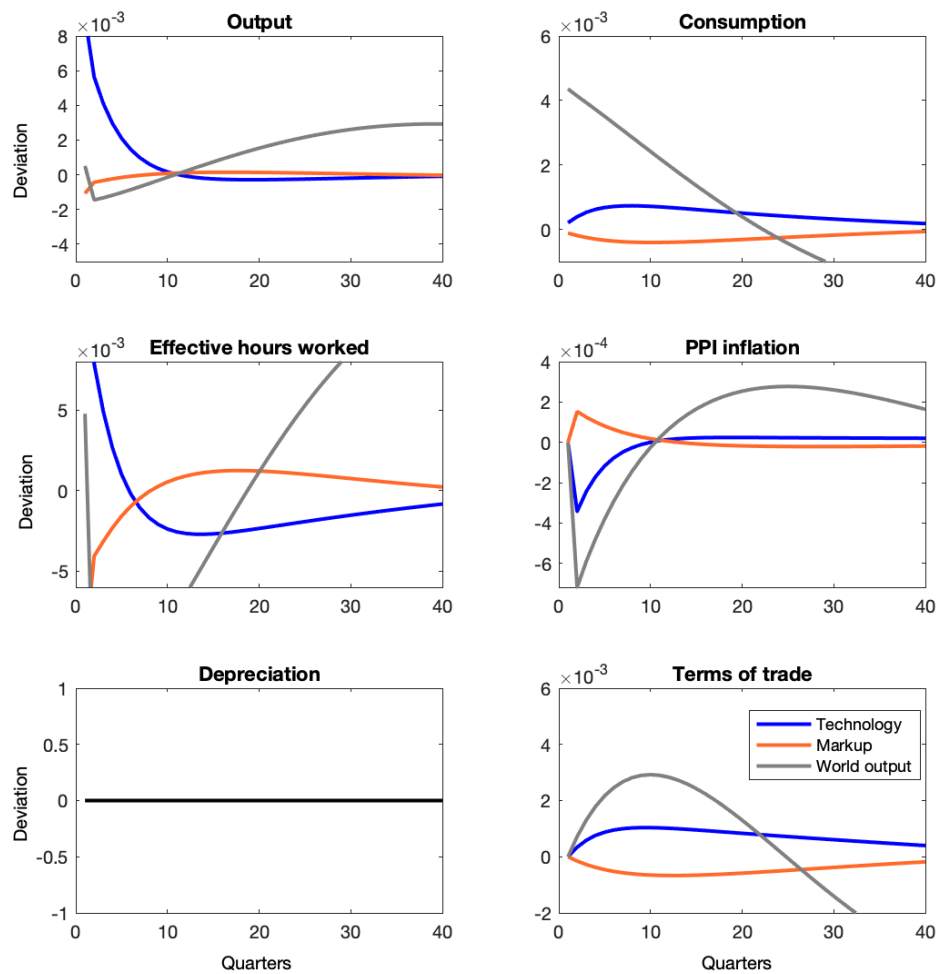 ×10⁻³
Output
8
6
4
2
0
-2
-4
Deviation
0 10 20 30 40
×10⁻³
Consumption
6
4
2
0
0 10 20 30 40
×10⁻³
Effective hours worked
5
0
-5
Deviation
0 10 20 30 40
×10⁻⁴
PPI inflation
4
2
0
-2
-4
-6
0 10 20 30 40
Depreciation
1
0.5
0
-0.5
-1
Deviation
0 10 20 30 40
Quarters
×10⁻³
Terms of trade
6
4
2
0
-2
Technology
Markup
World output
0 10 20 30 40
Quarters